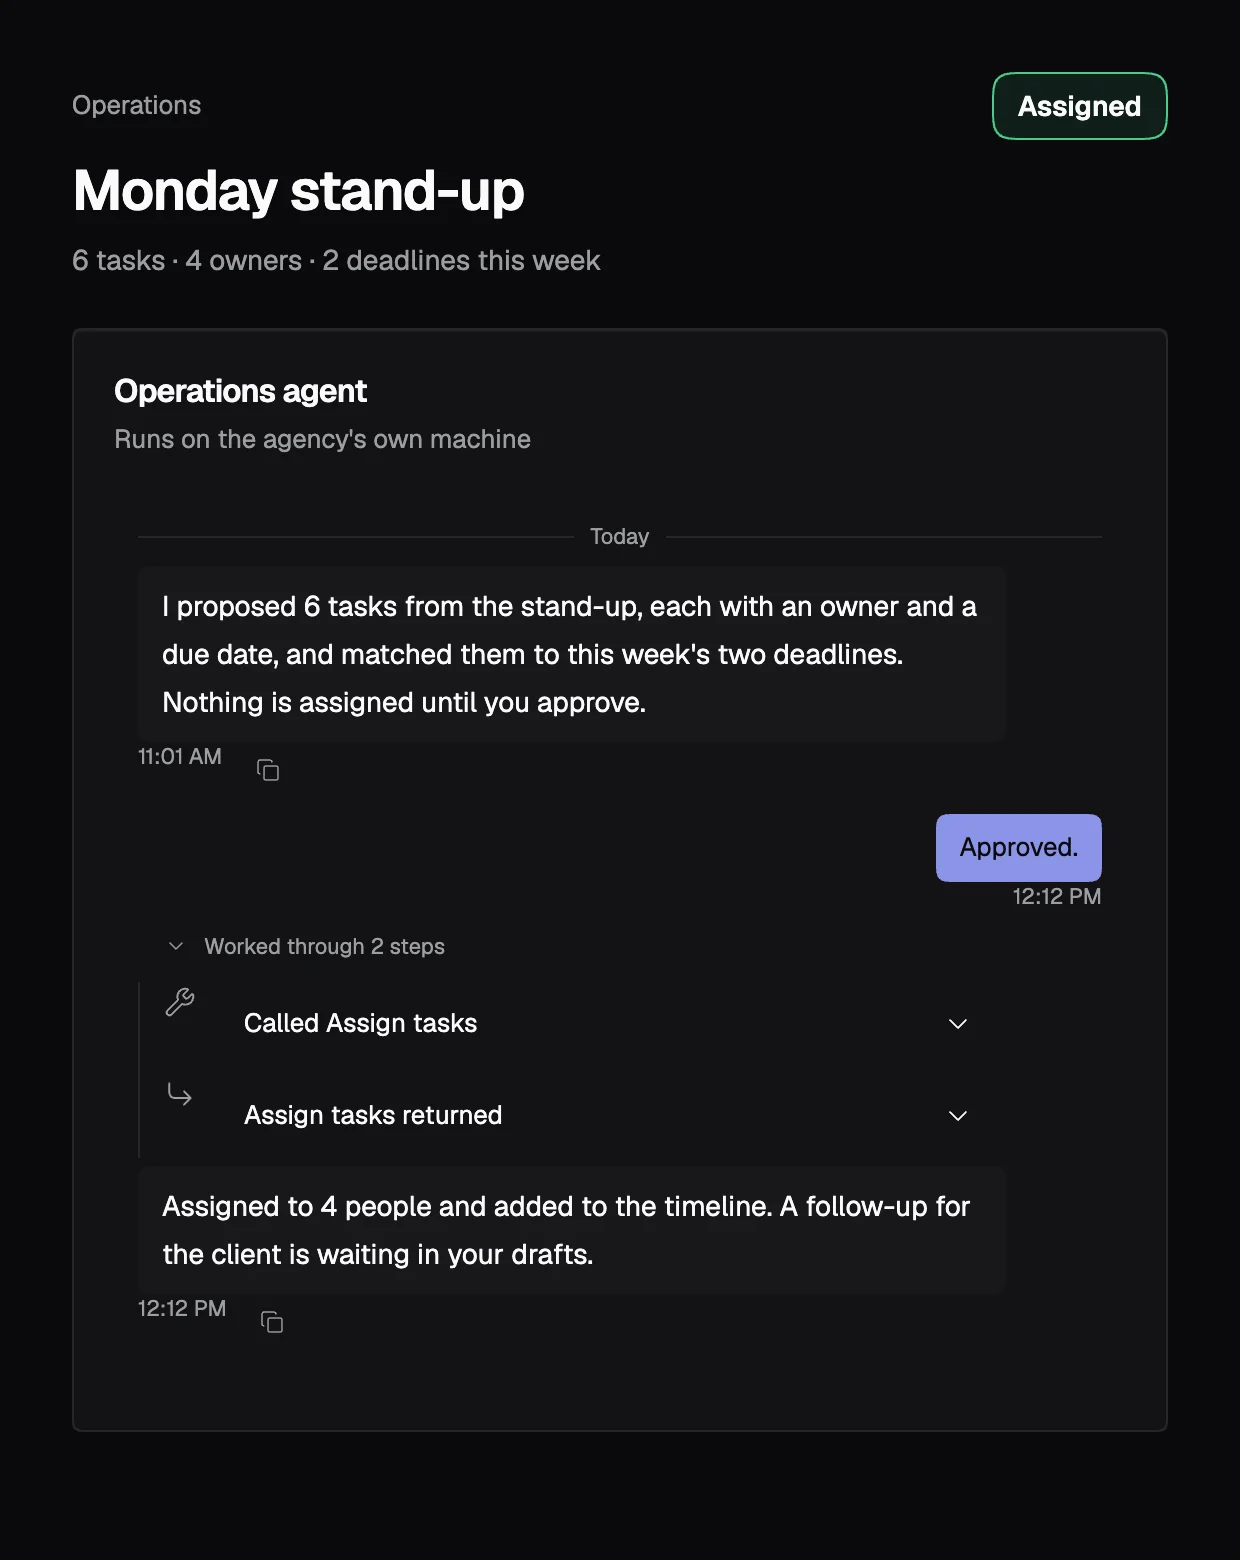 Operations
Assigned
Monday stand-up
6 tasks · 4 owners · 2 deadlines this week
Operations agent
Runs on the agency's own machine
Today
I proposed 6 tasks from the stand-up, each with an owner and a
due date, and matched them to this week's two deadlines.
Nothing is assigned until you approve.
11:01 AM
Approved.
12:12 PM
Worked through 2 steps
Called Assign tasks
Assign tasks returned
Assigned to 4 people and added to the timeline. A follow-up for
the client is waiting in your drafts.
12:12 PM